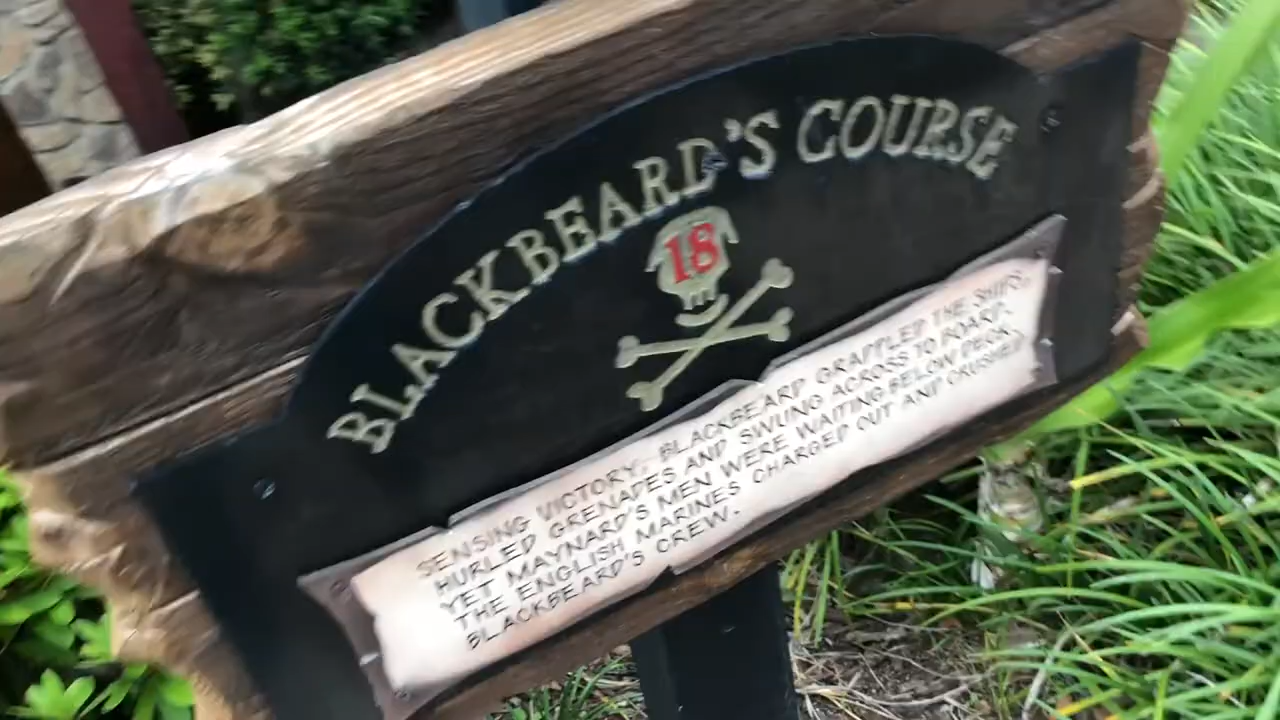 BLACKBEARD'S COURSE
18
SENSING VICTORY, BLACKBEARD GRAPPLED THE SHIP,
HURLED GRENADES AND SWUNG ACROSS TO BOARD.
YET MAYNARD'S MEN WERE WAITING BELOW DECK.
THE ENGLISH MARINES CHARGED OUT AND CRUSHED
BLACKBEARD'S CREW.